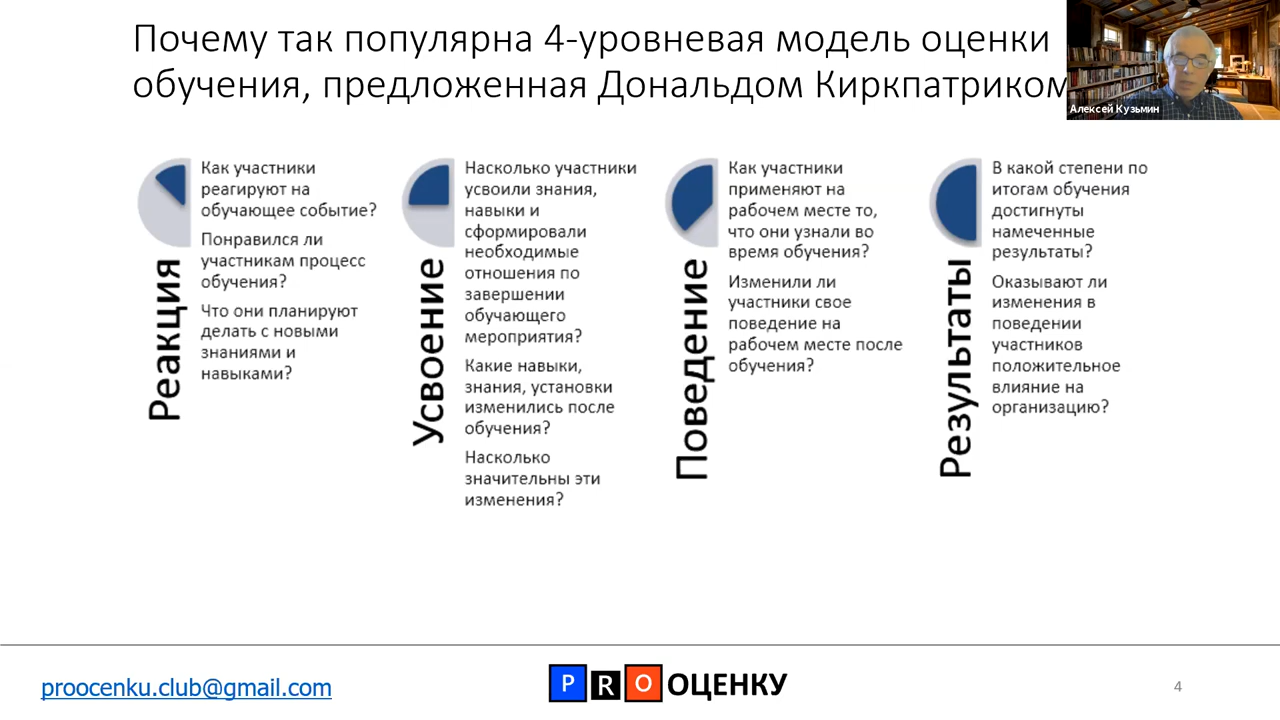 Почему так популярна 4-уровневая модель оценки
обучения, предложенная Дональдом Киркпатриком
Алексей Кузьмин
Реакция
Как участники
реагируют на
обучающее событие?
Понравился ли
участникам процесс
обучения?
Что они планируют
делать с новыми
знаниями и
навыками?
Усвоение
Насколько участники
усвоили знания,
навыки и
сформировали
необходимые
отношения по
завершении
обучающего
мероприятия?
Какие навыки,
знания, установки
изменились после
обучения?
Насколько
значительны эти
изменения?
Поведение
Как участники
применяют на
рабочем месте то,
что они узнали во
время обучения?
Изменили ли
участники свое
поведение на
рабочем месте после
обучения?
Результаты
В какой степени по
итогам обучения
достигнуты
намеченные
результаты?
Оказывают ли
изменения в
поведении
участников
положительное
влияние на
организацию?
proocenku.club@gmail.com
PRO ОЦЕНКУ
4